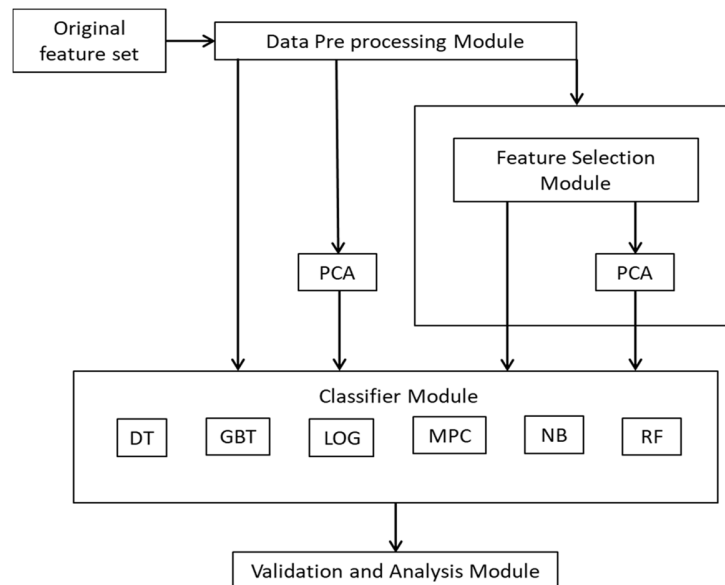 Original
feature set
Data Pre processing Module
Feature Selection
Module
PCA
PCA
Classifier Module
DT
GBT
LOG
MPC
NB
RF
Validation and Analysis Module